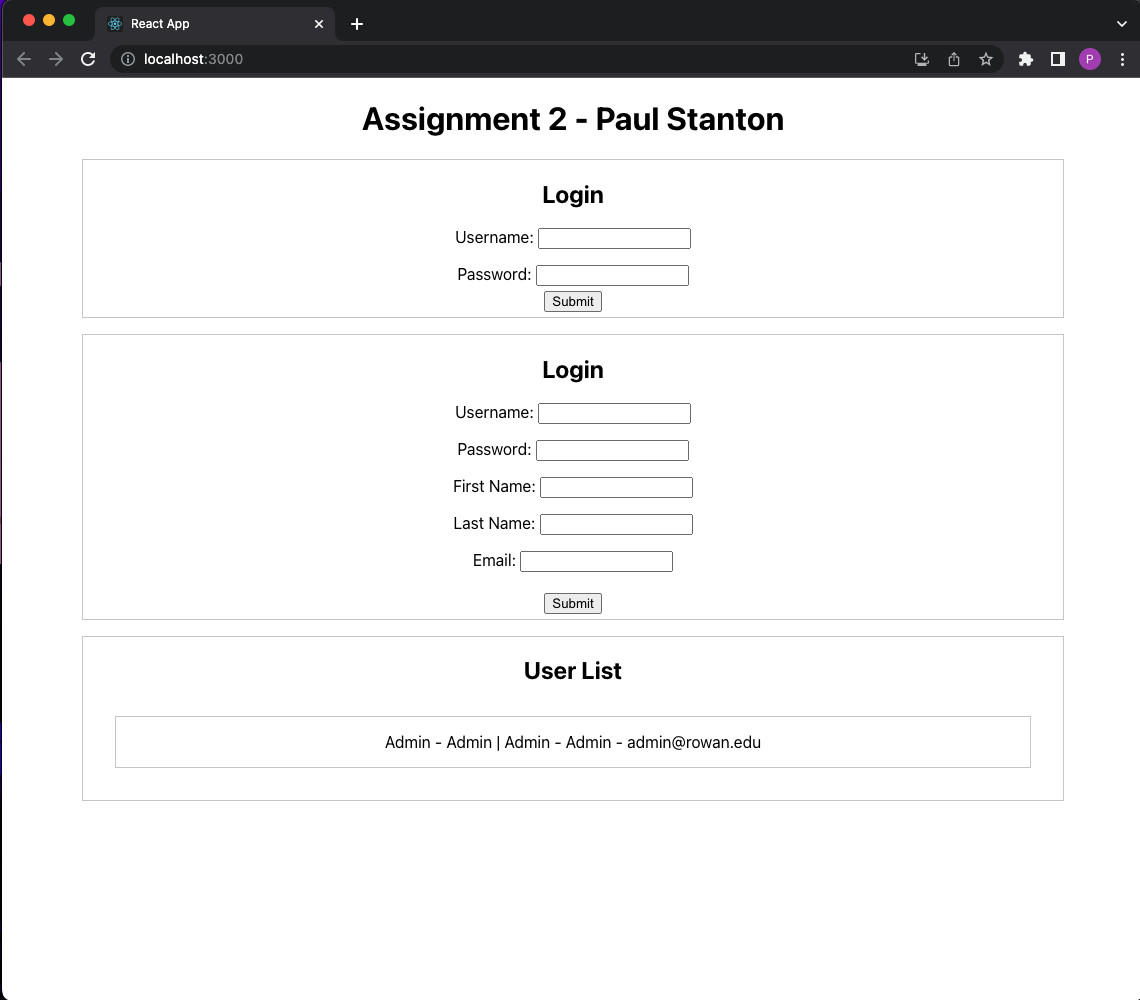 React App
localhost:3000
P
Assignment 2 - Paul Stanton
Login
Username:
Password:
Submit
Login
Username:
Password:
First Name:
Last Name:
Email:
Submit
User List
Admin - Admin | Admin - Admin - admin@rowan.edu